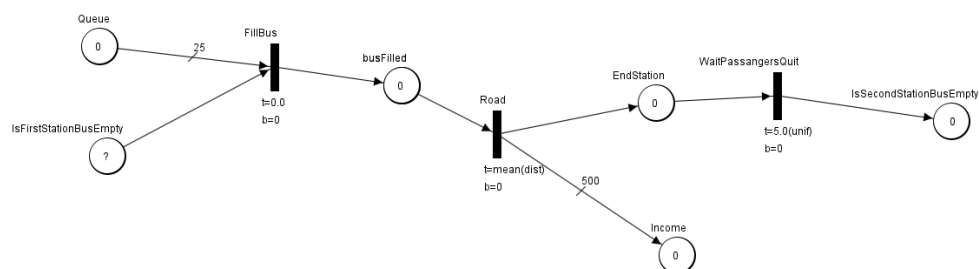 Queue
0
25
FillBus
t=0.0
b=0
IsFirstStationBusEmpty
?
busFilled
0
Road
t=mean(dist)
b=0
EndStation
0
WaitPassangersQuit
t=5.0(unif)
b=0
IsSecondStationBusEmpty
0
500
Income
0